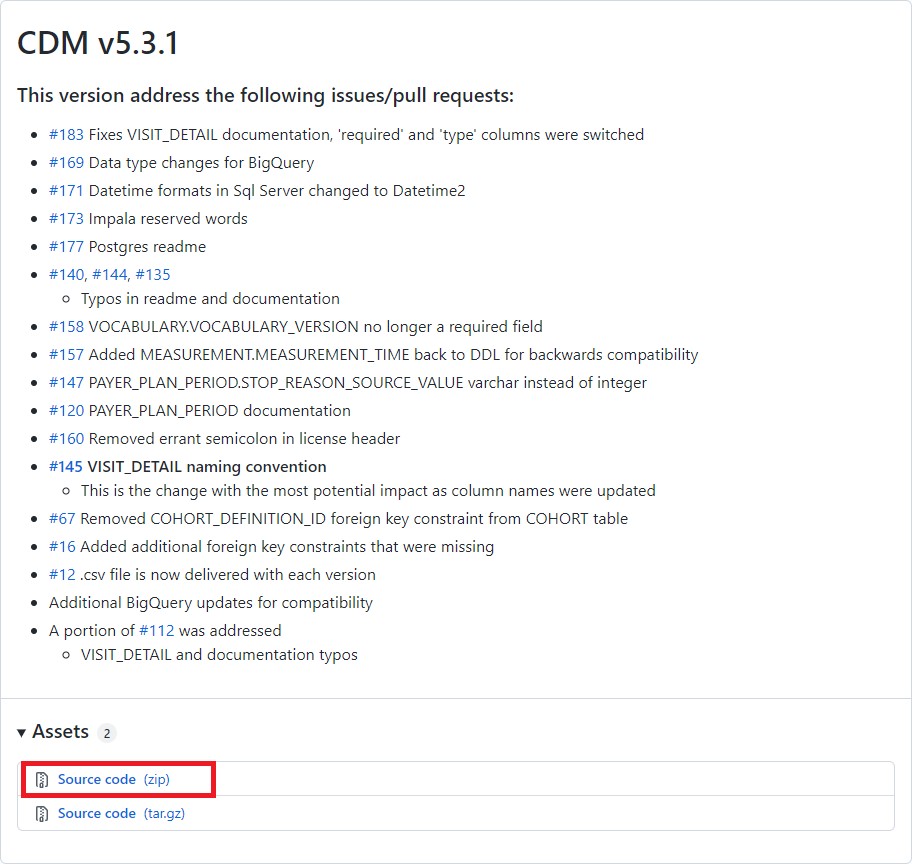 CDM v5.3.1
This version address the following issues/pull requests:
#183 Fixes VISIT_DETAIL documentation, 'required' and 'type' columns were switched
#169 Data type changes for BigQuery
#171 Datetime formats in Sql Server changed to Datetime2
#173 Impala reserved words
#177 Postgres readme
#140, #144, #135
Typos in readme and documentation
#158 VOCABULARY.VOCABULARY_VERSION no longer a required field
#157 Added MEASUREMENT.MEASUREMENT_TIME back to DDL for backwards compatibility
#147 PAYER_PLAN_PERIOD.STOP_REASON_SOURCE_VALUE varchar instead of integer
#120 PAYER_PLAN_PERIOD documentation
#160 Removed errant semicolon in license header
#145 VISIT_DETAIL naming convention
This is the change with the most potential impact as column names were updated
#67 Removed COHORT_DEFINITION_ID foreign key constraint from COHORT table
#16 Added additional foreign key constraints that were missing
#12 .csv file is now delivered with each version
Additional BigQuery updates for compatibility
A portion of #112 was addressed
VISIT_DETAIL and documentation typos
Assets 2
Source code (zip)
Source code (tar.gz)